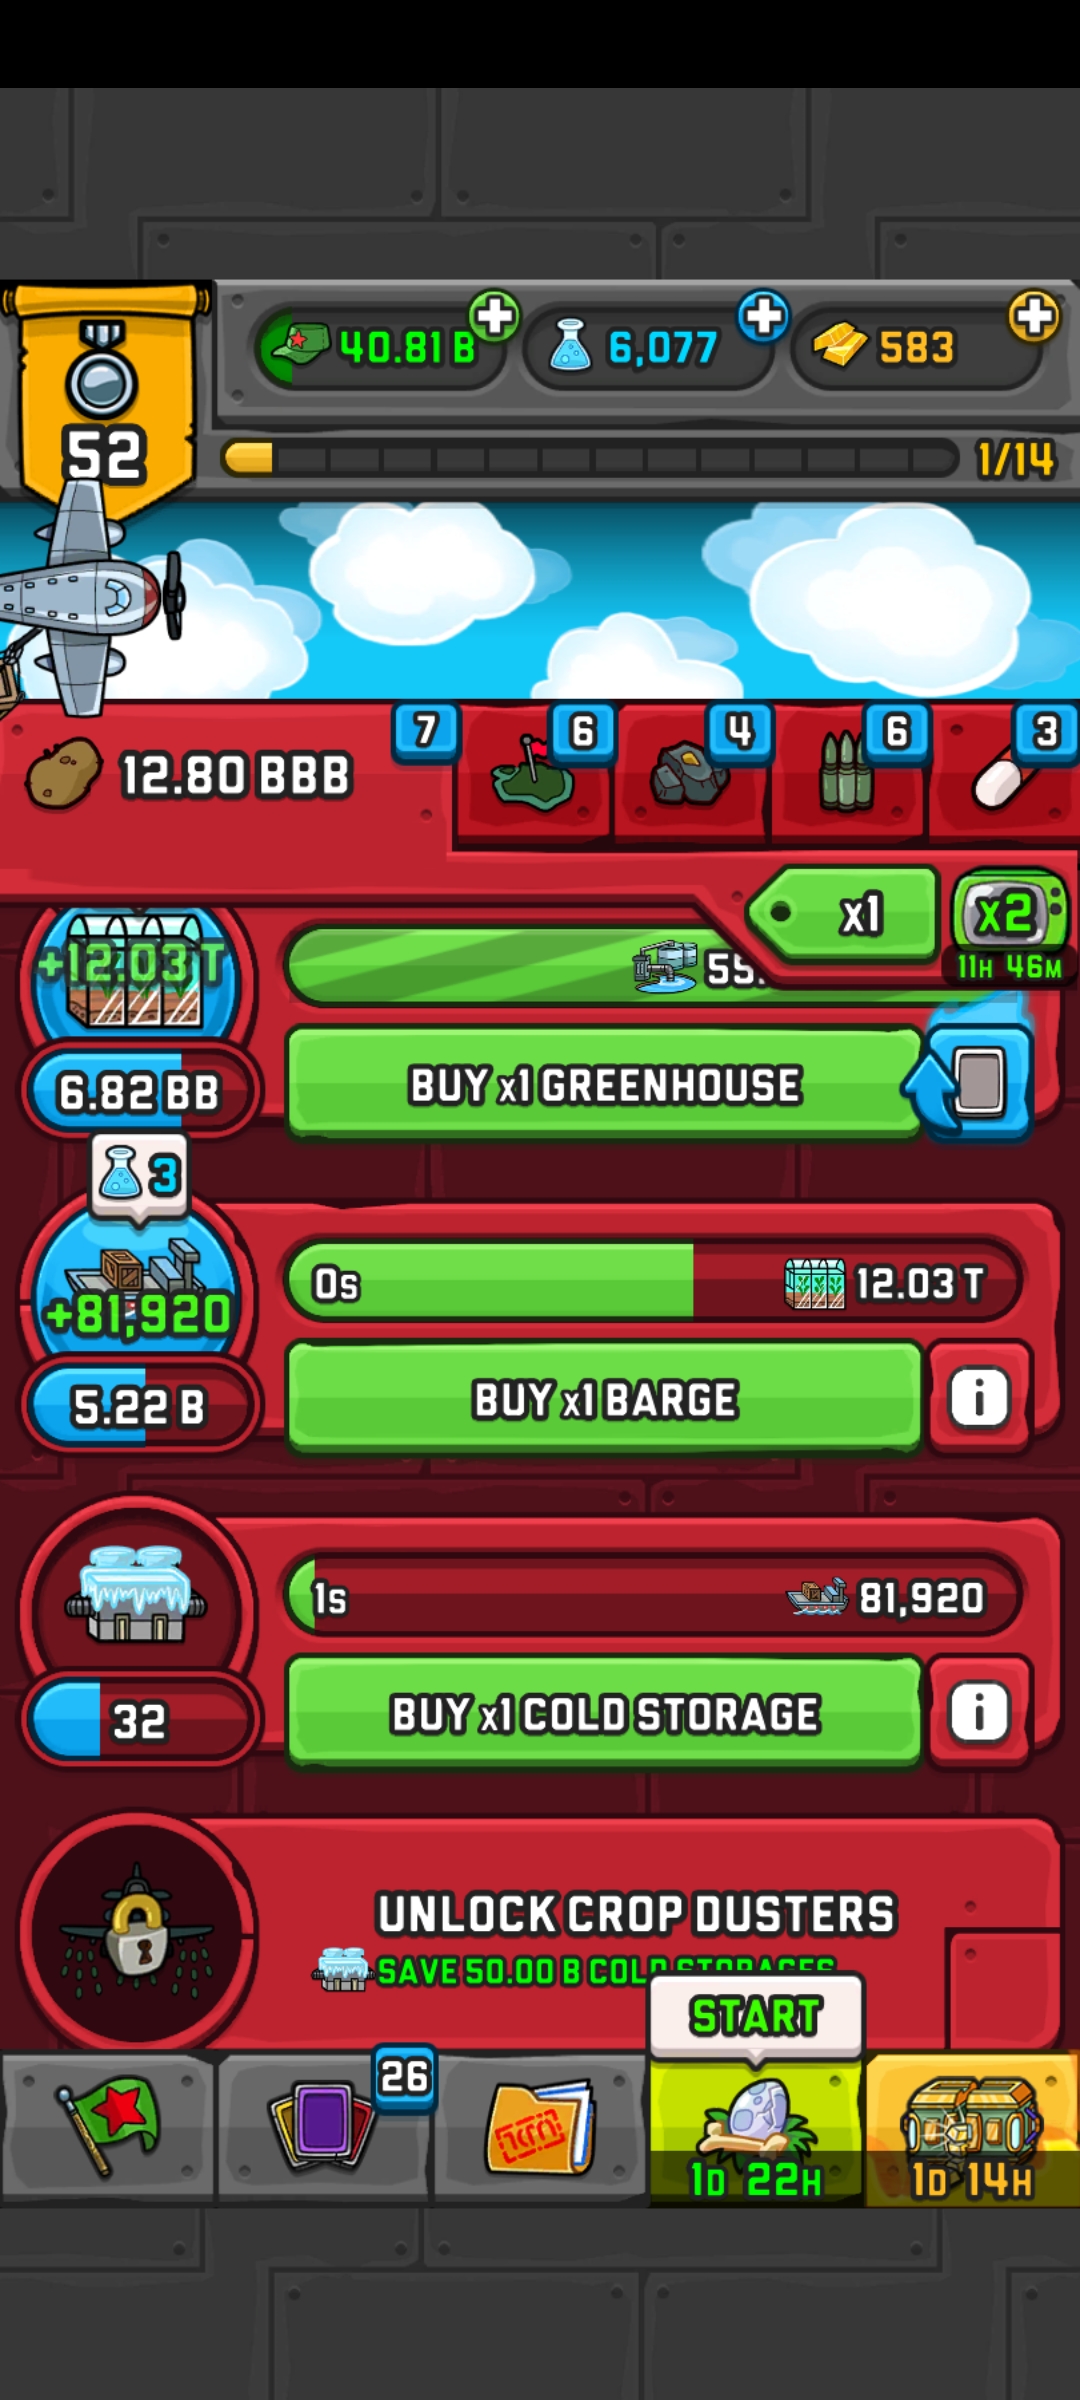 40.81 B
6,077
583
52
1/14
12.80 BBB
7
6
4
6
3
x1
x2
11H 46M
+12.03 T
55.
6.82 BB
BUY x1 GREENHOUSE
3
+81,920
0s
12.03 T
5.22 B
BUY x1 BARGE
i
1s
81,920
32
BUY x1 COLD STORAGE
i
UNLOCK CROP DUSTERS
SAVE 50.00 B COLD STORAGES
START
26
1D 22H
1D 14H